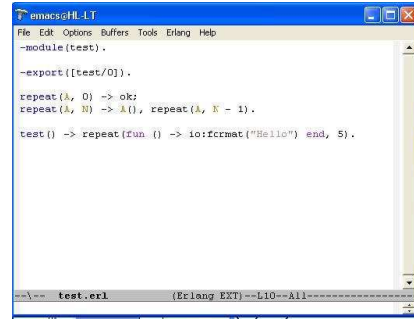 emacs@HL-LT
File Edit Options Buffers Tools Erlang Help
-module(test).
-export([test/0]).
repeat(A, 0) -> ok;
repeat(A, N) -> A(), repeat(A, N - 1).
test() -> repeat(fun () -> io:format("Hello") end, 5).
--\-- test.erl (Erlang EXT)--L10--All------------------